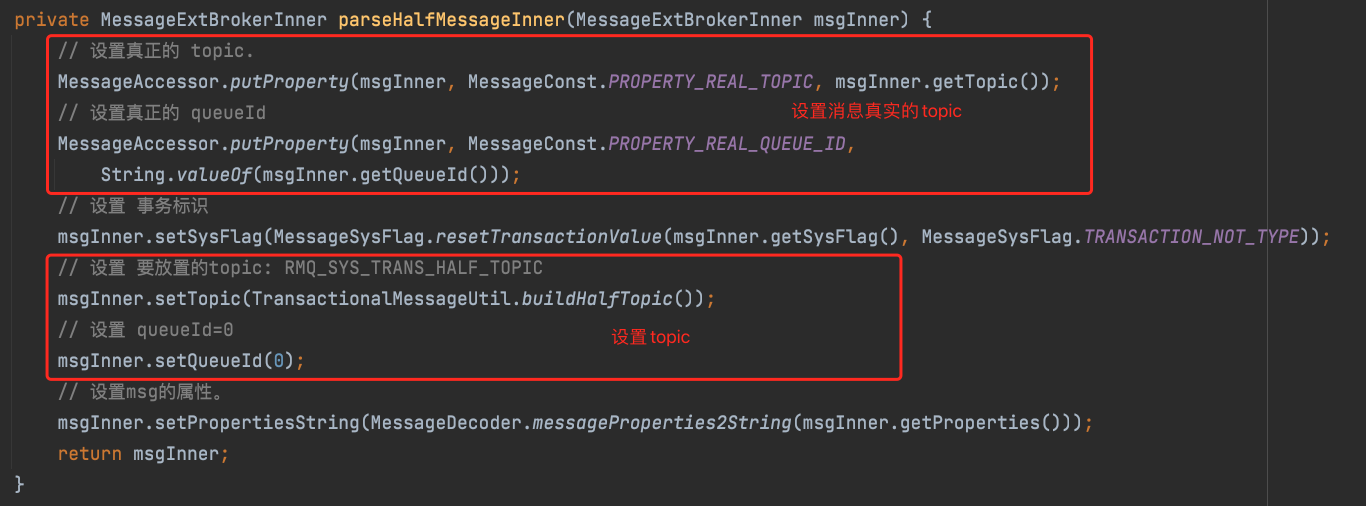 private MessageExtBrokerInner parseHalfMessageInner(MessageExtBrokerInner msgInner) {
// 设置真正的 topic.
MessageAccessor.putProperty(msgInner, MessageConst.PROPERTY_REAL_TOPIC, msgInner.getTopic());
// 设置真正的 queueId
设置消息真实的topic
MessageAccessor.putProperty(msgInner, MessageConst.PROPERTY_REAL_QUEUE_ID,
String.valueOf(msgInner.getQueueId()));
// 设置 事务标识
msgInner.setSysFlag(MessageSysFlag.resetTransactionValue(msgInner.getSysFlag(), MessageSysFlag.TRANSACTION_NOT_TYPE));
// 设置 要放置的topic: RMQ_SYS_TRANS_HALF_TOPIC
msgInner.setTopic(TransactionalMessageUtil.buildHalfTopic());
// 设置 queueId=0
设置topic
msgInner.setQueueId(0);
// 设置msg的属性。
msgInner.setPropertiesString(MessageDecoder.messageProperties2String(msgInner.getProperties()));
return msgInner;
}